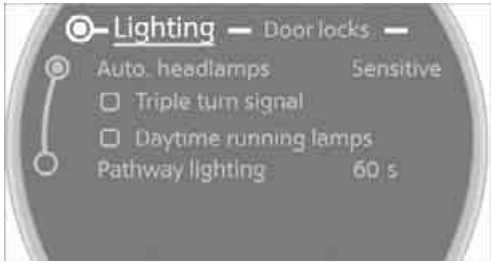 Lighting Door locks
Auto. headlamps Sensitive
Triple turn signal
Daytime running lamps
Pathway lighting 60 s